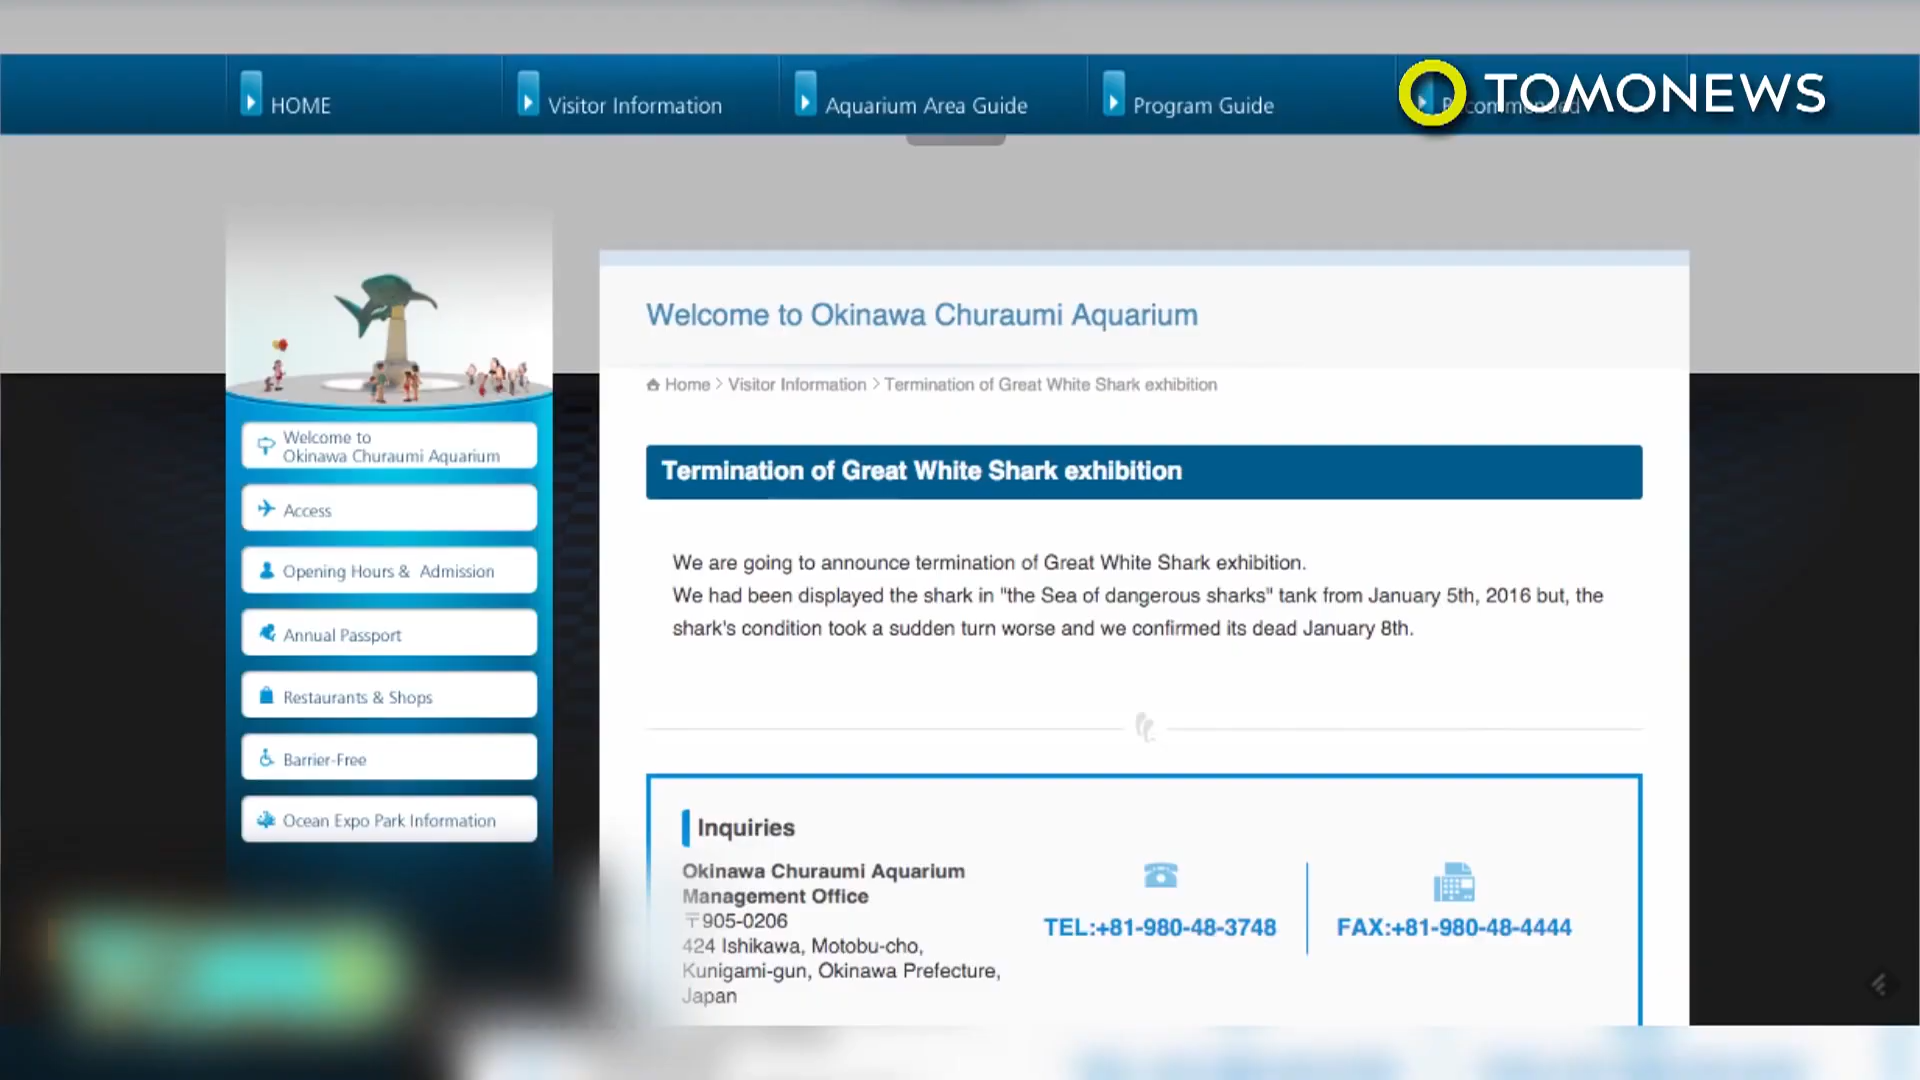 HOME
Visitor Information
Aquarium Area Guide
Program Guide
Recommended
TOMONEWS
Welcome to
Okinawa Churaumi Aquarium
Access
Opening Hours & Admission
Annual Passport
Restaurants & Shops
Barrier-Free
Ocean Expo Park Information
Welcome to Okinawa Churaumi Aquarium
Home > Visitor Information > Termination of Great White Shark exhibition
Termination of Great White Shark exhibition
We are going to announce termination of Great White Shark exhibition.
We had been displayed the shark in "the Sea of dangerous sharks" tank from January 5th, 2016 but, the
shark's condition took a sudden turn worse and we confirmed its dead January 8th.
Inquiries
Okinawa Churaumi Aquarium
Management Office
〒905-0206
424 Ishikawa, Motobu-cho,
Kunigami-gun, Okinawa Prefecture,
Japan
TEL:+81-980-48-3748
FAX:+81-980-48-4444